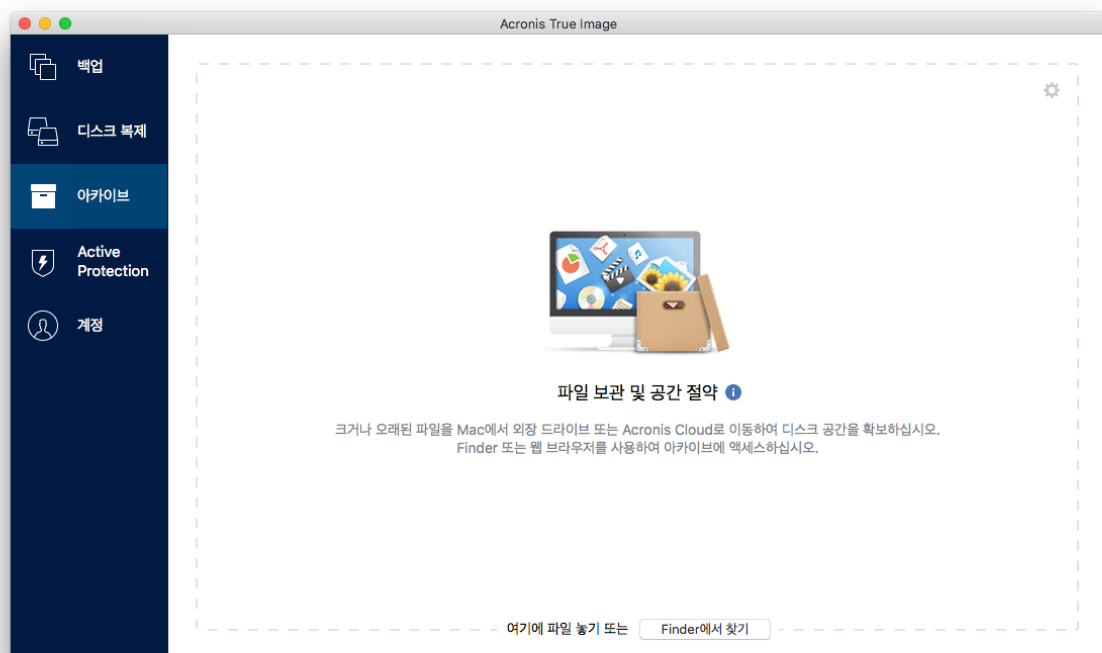 Acronis True Image
백업
디스크 복제
아카이브
Active
Protection
계정
파일 보관 및 공간 절약
크거나 오래된 파일을 Mac에서 외장 드라이브 또는 Acronis Cloud로 이동하여 디스크 공간을 확보하십시오.
Finder 또는 웹 브라우저를 사용하여 아카이브에 액세스하십시오.
여기에 파일 놓기 또는
Finder에서 찾기